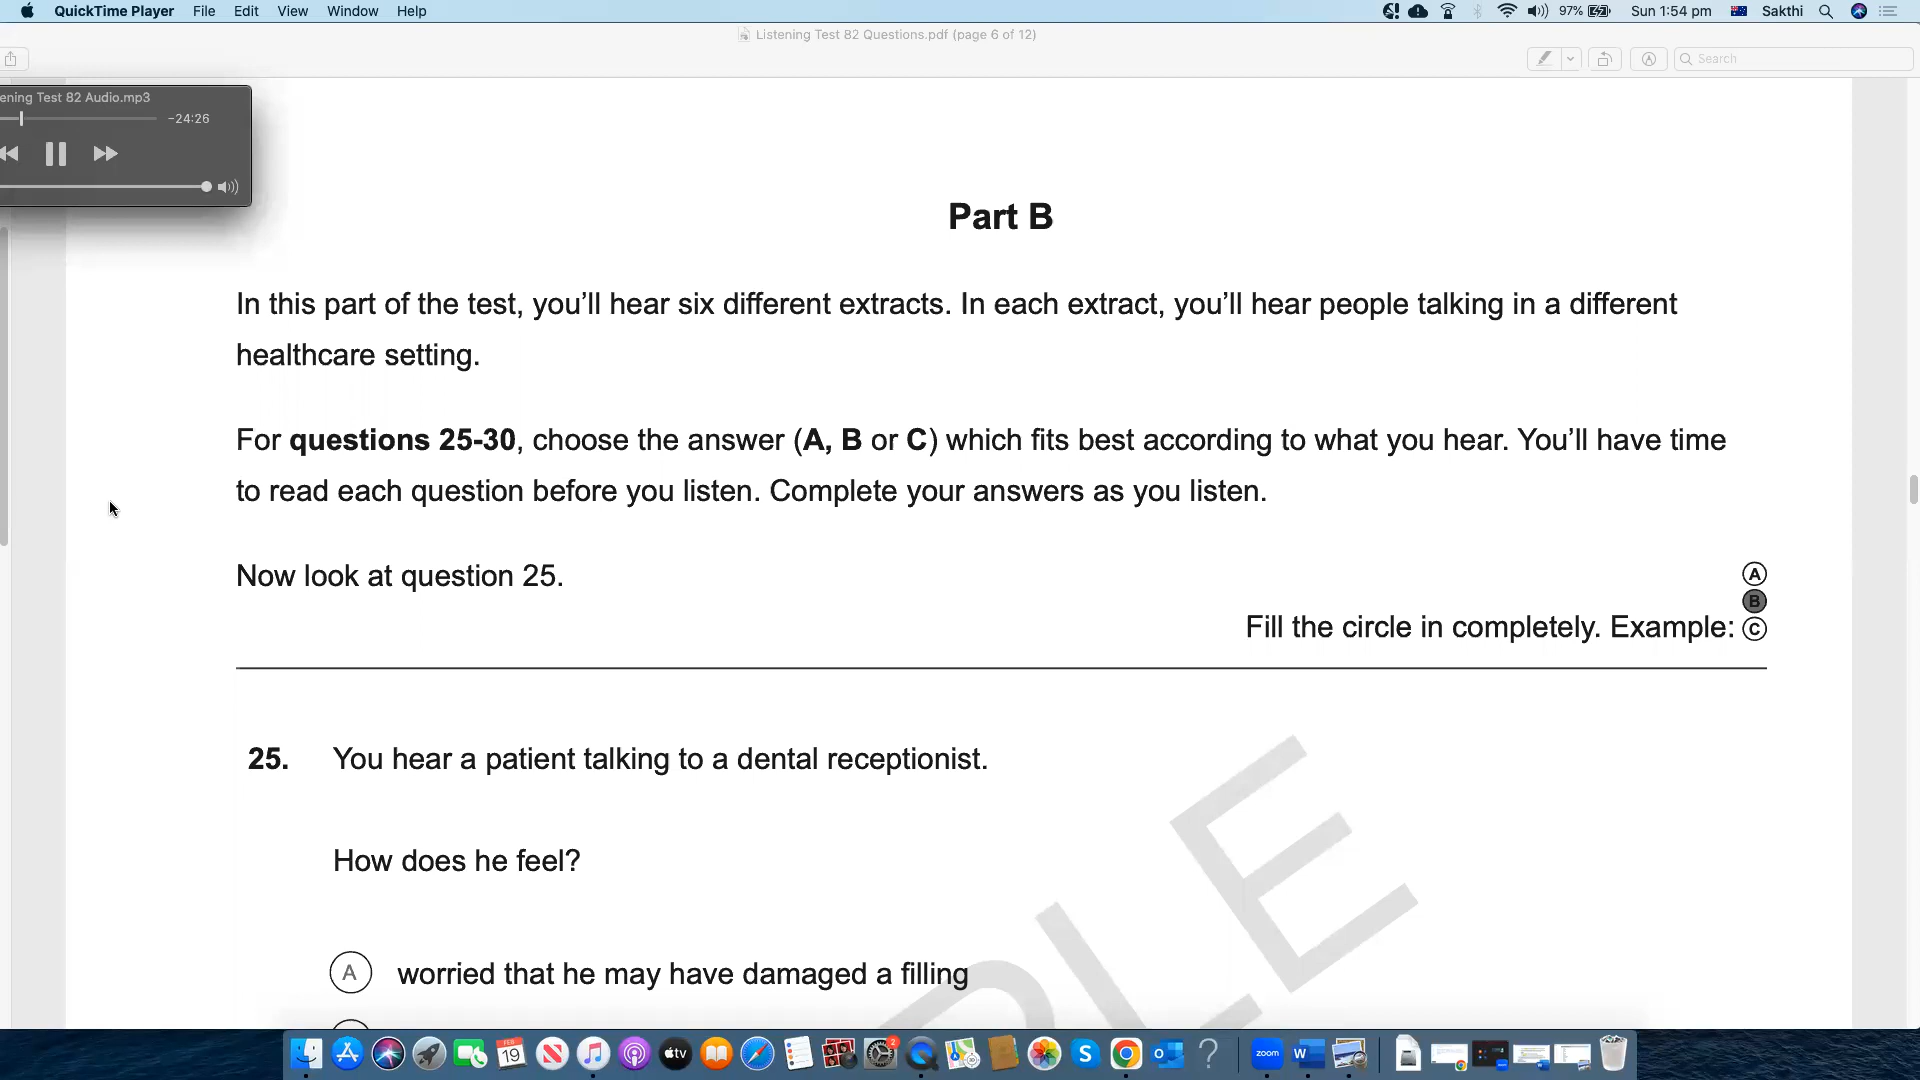 QuickTime Player File Edit View Window Help 97% Sun 1:54 pm Sakthi
Listening Test 82 Questions.pdf (page 6 of 12)
Search
ening Test 82 Audio.mp3
-24:26
Part B
In this part of the test, you’ll hear six different extracts. In each extract, you’ll hear people talking in a different
healthcare setting.
For questions 25-30, choose the answer (A, B or C) which fits best according to what you hear. You’ll have time
to read each question before you listen. Complete your answers as you listen.
Now look at question 25.
A
B
Fill the circle in completely. Example: C
25. You hear a patient talking to a dental receptionist.
How does he feel?
A worried that he may have damaged a filling
PLE
FEB
19
tv
2
S
O
zoom
W